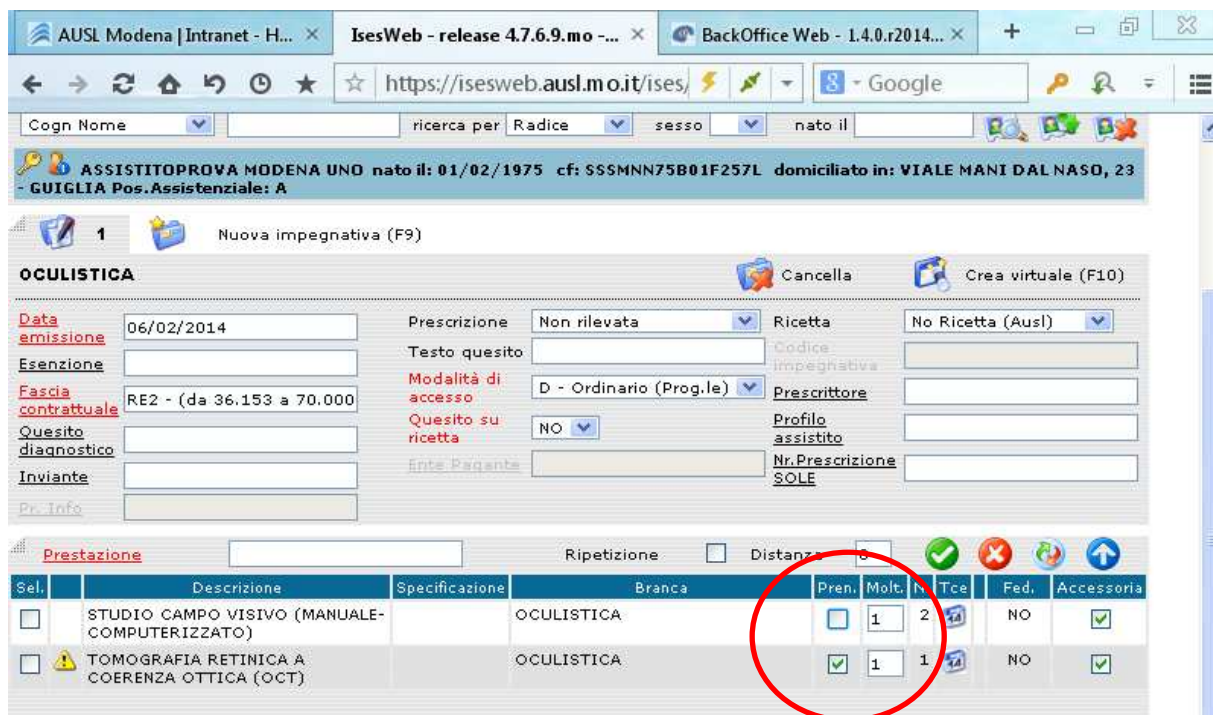 AUSL Modena | Intranet - H... × IsesWeb - release 4.7.6.9.mo -... × BackOffice Web - 1.4.0.r2014... × +
https://isesweb.ausl.mo.it/ises/ 8 - Google
Cogn Nome ricerca per Radice sesso nato il
ASSISTITOPROVA MODENA UNO nato il: 01/02/1975 cf: SSSMNN75B01F257L domiciliato in: VIALE MANI DAL NASO, 23
- GUIGLIA Pos.Assistenziale: A
1 Nuova impegnativa (F9)
OCULISTICA Cancella Crea virtuale (F10)
Data emissione 06/02/2014 Prescrizione Non rilevata Ricetta No Ricetta (Ausl)
Esenzione Testo quesito Codice impegnativa
Fascia contrattuale RE2 - (da 36.153 a 70.000 Modalità di accesso D - Ordinario (Prog.le) Prescrittore
Quesito diagnostico Quesito su ricetta NO Profilo assistito
Inviante Ente Pagante Nr.Prescrizione SOLE
Pr. Info
Prestazione Ripetizione Distanza 0
Sel. Descrizione Specificazione Branca Pren. Molt. N. Tce Fed. Accessoria
STUDIO CAMPO VISIVO (MANUALE- OCULISTICA 1 2 NO
COMPUTERIZZATO)
TOMOGRAFIA RETINICA A OCULISTICA 1 1 NO
COERENZA OTTICA (OCT)